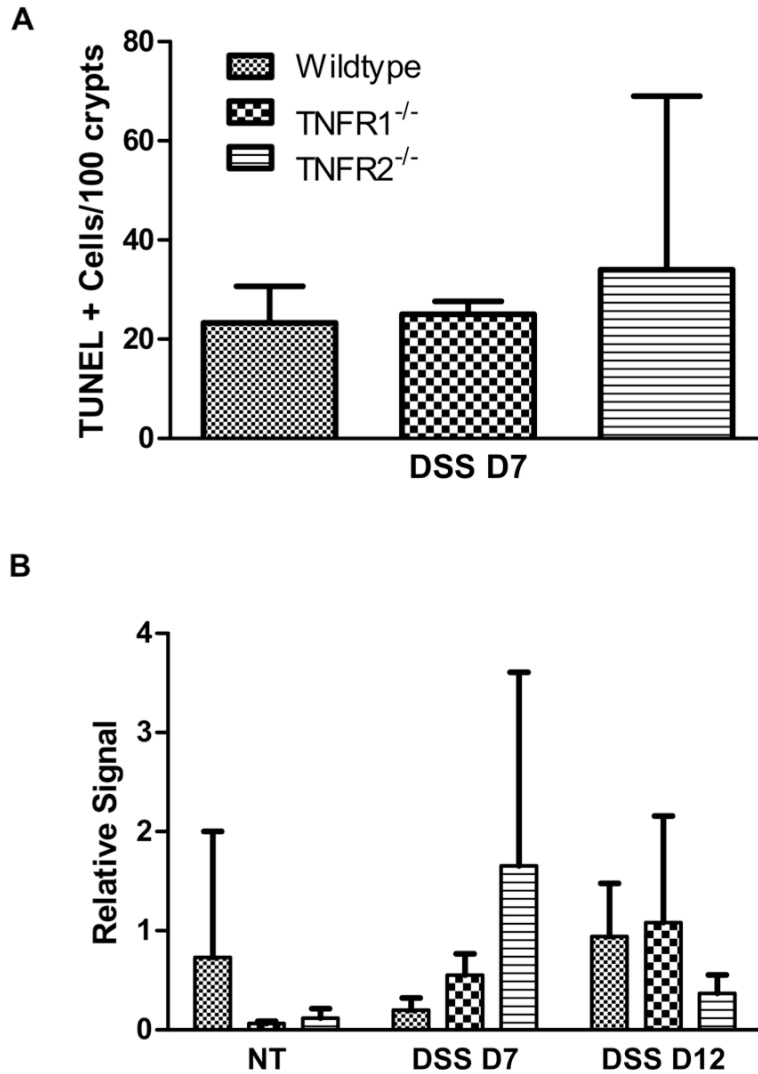 A
TUNEL + Cells/100 crypts
80
60
40
20
0
Wildtype
TNFR1-/-
TNFR2-/-
DSS D7
B
Relative Signal
4
3
2
1
0
NT DSS D7 DSS D12